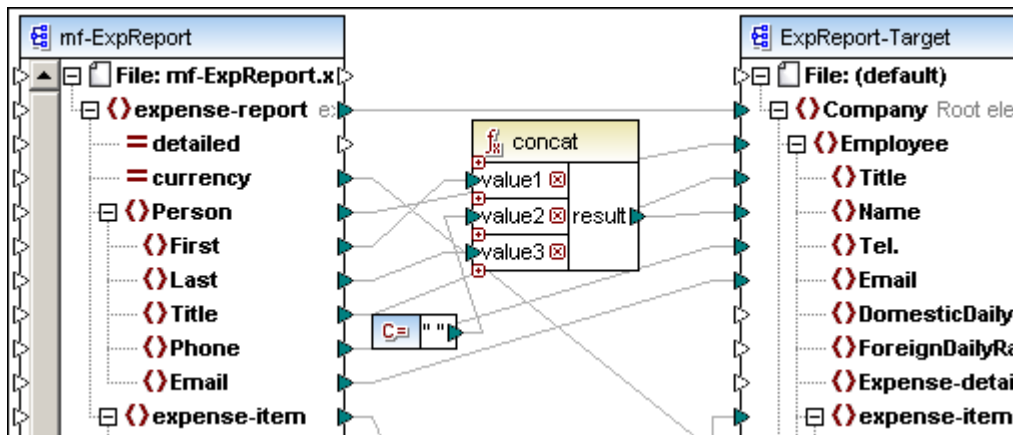 mf-ExpReport
File: mf-ExpReport.x
expense-report ex
detailed
currency
Person
First
Last
Title
Phone
Email
expense-item
fx concat
value1
value2 result
value3
C= " "
ExpReport-Target
File: (default)
Company Root ele
Employee
Title
Name
Tel.
Email
DomesticDaily
ForeignDailyRa
Expense-detai
expense-item